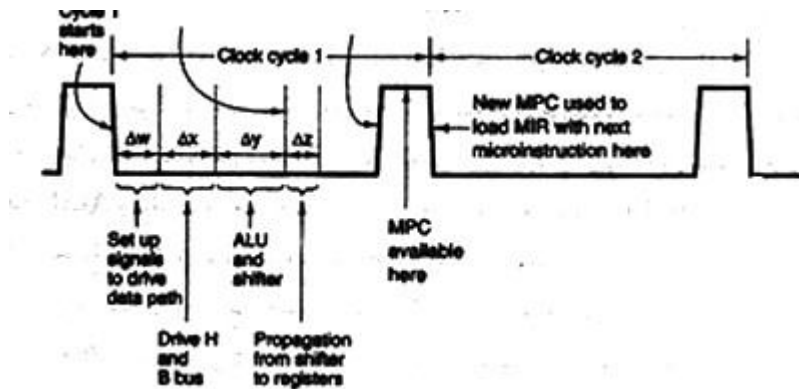 Cycle 1
starts
here
Clock cycle 1
Clock cycle 2
New MPC used to
load MIR with next
microinstruction here
Δw
Δx
Δy
Δz
Set up
signals
to drive
data path
ALU
and
shifter
MPC
available
here
Drive H
and
B bus
Propagation
from shifter
to registers